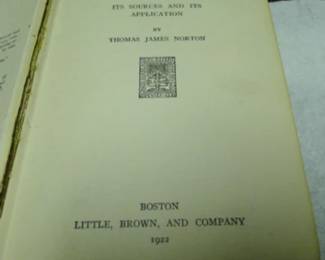 ITS SOURCES AND ITS
APPLICATION
BY
THOMAS JAMES NORTON
BOSTON
LITTLE, BROWN, AND COMPANY
1922